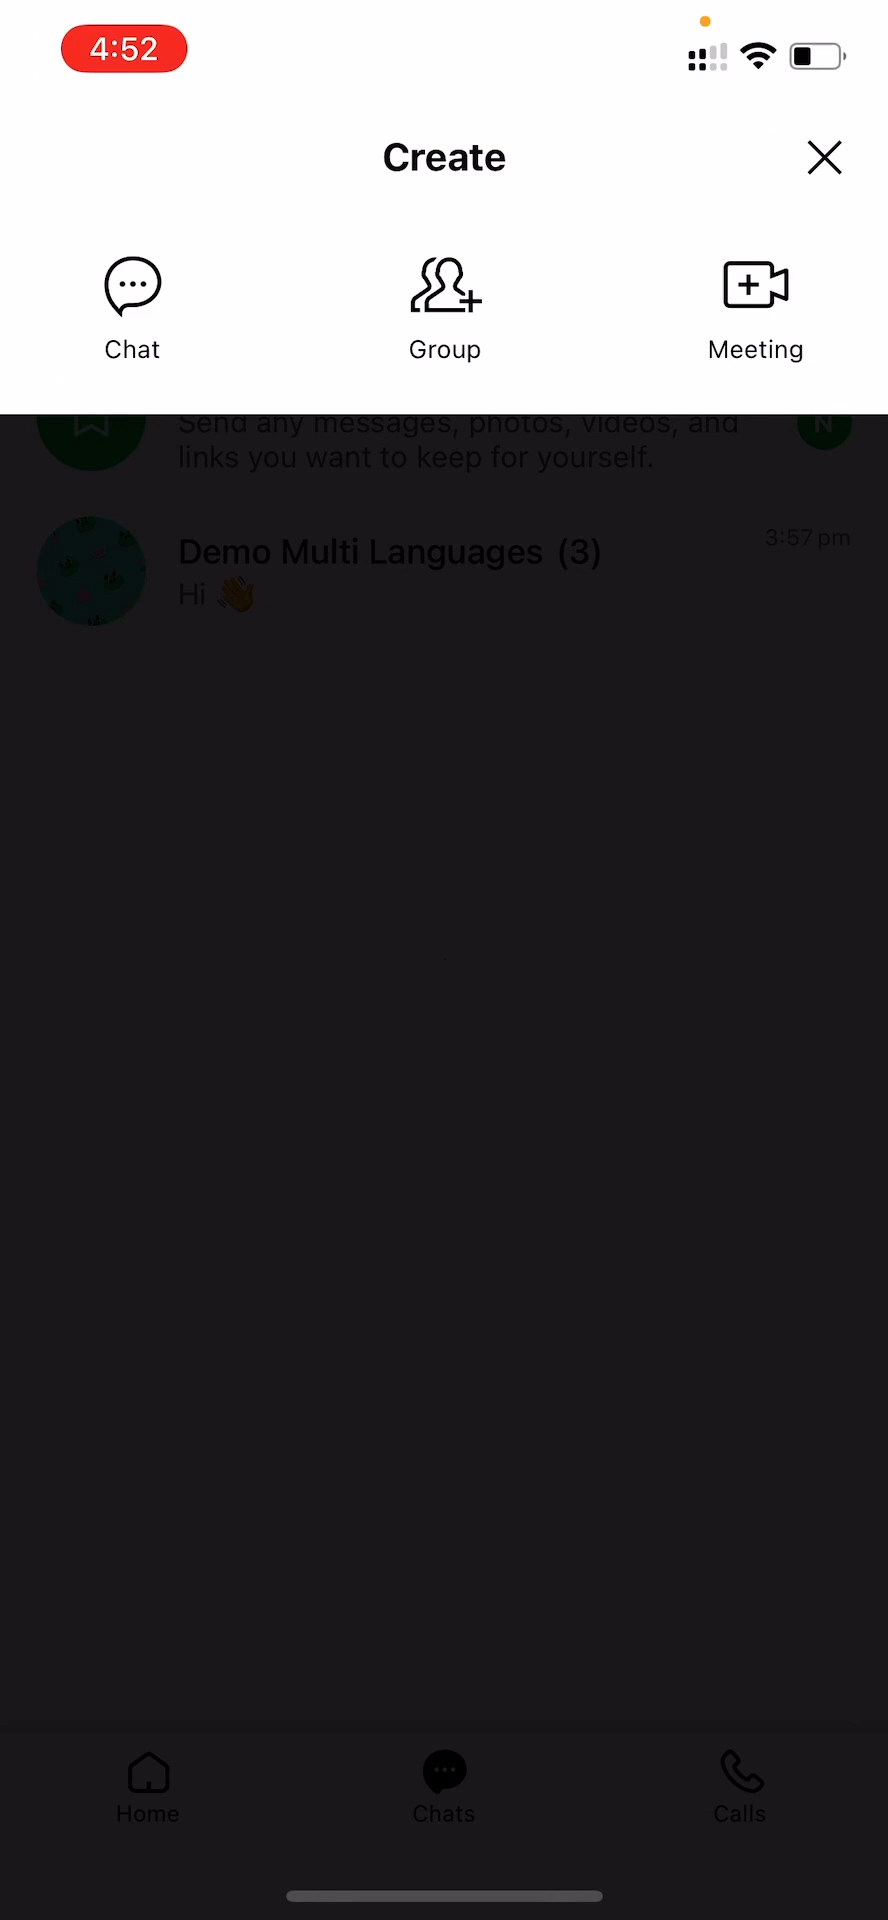 4:52
Create
Chat
Group
Meeting
Send any messages, photos, videos, and
links you want to keep for yourself.
N
Demo Multi Languages (3)
3:57 pm
Hi 👋
Home
Chats
Calls